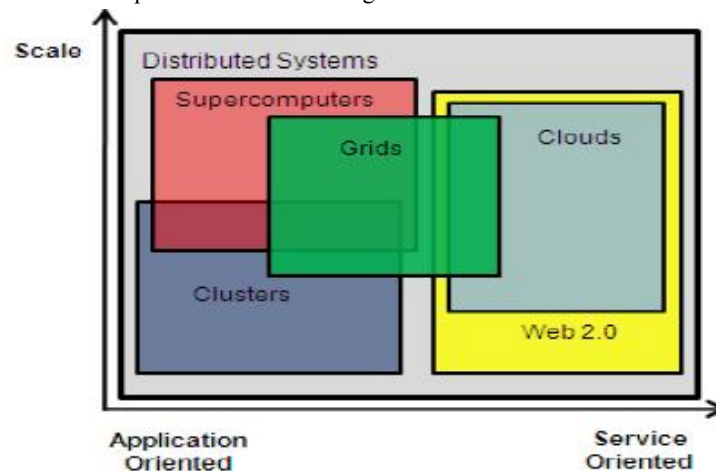 Scale
Distributed Systems
Supercomputers
Grids
Clouds
Clusters
Web 2.0
Application
Oriented
Service
Oriented